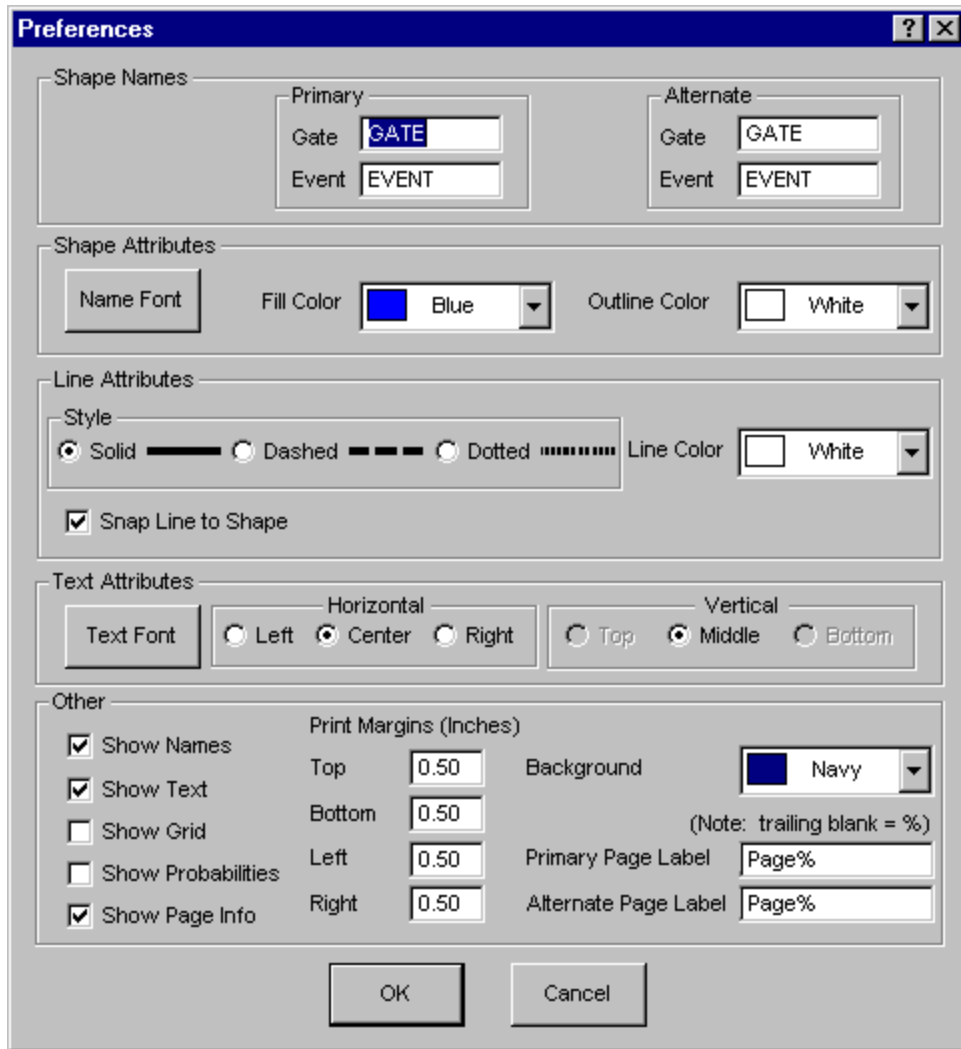 Preferences
Shape Names
Primary
Alternate
Gate GATE
Gate GATE
Event EVENT
Event EVENT
Shape Attributes
Name Font
Fill Color
Blue
Outline Color
White
Line Attributes
Style
Solid
Dashed
Dotted
Line Color
White
Snap Line to Shape
Text Attributes
Text Font
Horizontal
Left
Center
Right
Vertical
Top
Middle
Bottom
Other
Show Names
Show Text
Show Grid
Show Probabilities
Show Page Info
Print Margins (Inches)
Top 0.50
Bottom 0.50
Left 0.50
Right 0.50
Background
Navy
(Note: trailing blank = %)
Primary Page Label Page%
Alternate Page Label Page%
OK
Cancel